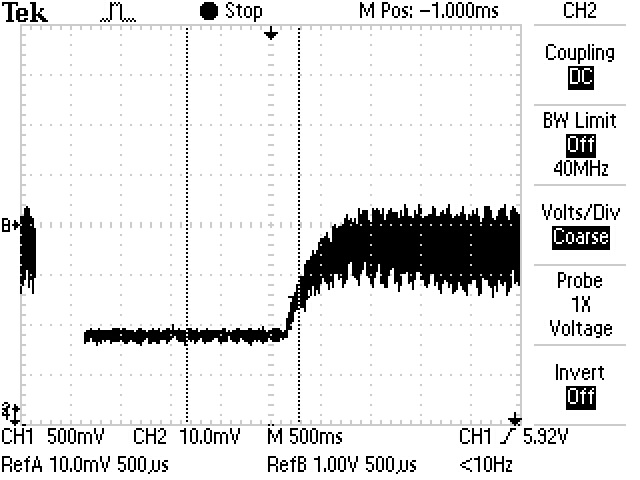 Tek Stop M Pos: -1.000ms CH2
Coupling
DC
BW Limit
Off
40MHz
B
Volts/Div
Coarse
Probe
1X
Voltage
Invert
Off
CH1 500mV CH2 10.0mV M 500ms CH1 5.92V
RefA 10.0mV 500µs RefB 1.00V 500µs <10Hz